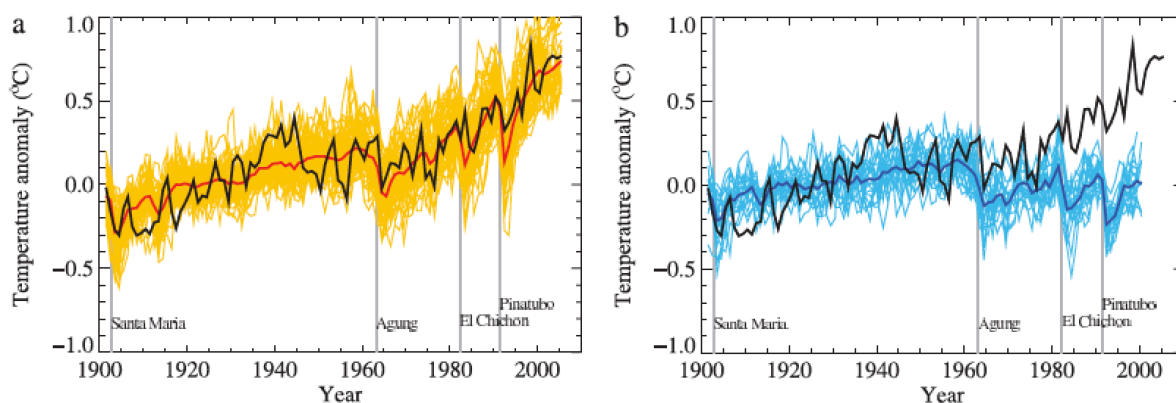 a
Temperature anomaly (°C)
1.0
0.5
0.0
−0.5
−1.0
Santa Maria
Agung
El Chichon
Pinatubo
1900 1920 1940 1960 1980 2000
Year
b
Temperature anomaly (°C)
1.0
0.5
0.0
−0.5
−1.0
Santa Maria
Agung
El Chichon
Pinatubo
1900 1920 1940 1960 1980 2000
Year